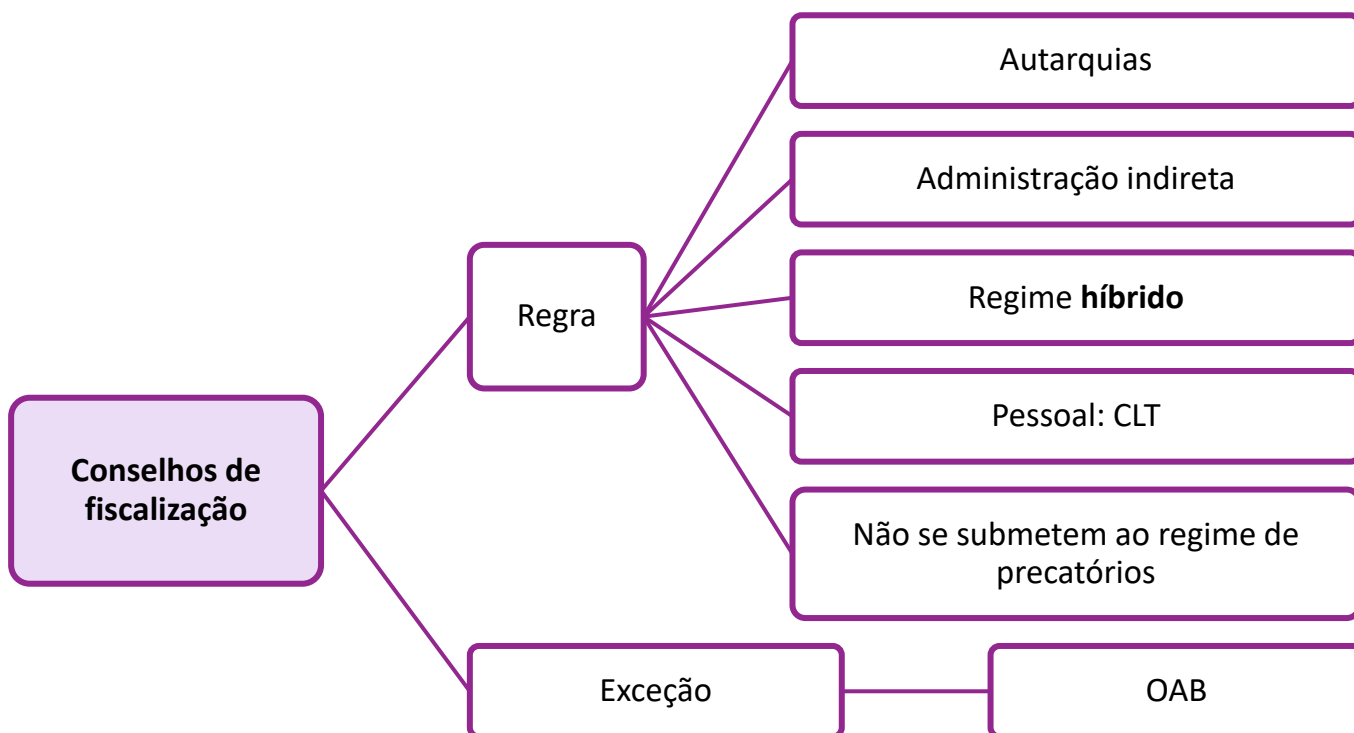 Autarquias
Administração indireta
Regime híbrido
Regra
Pessoal: CLT
Conselhos de
fiscalização
Não se submetem ao regime de
precatórios
Exceção
OAB